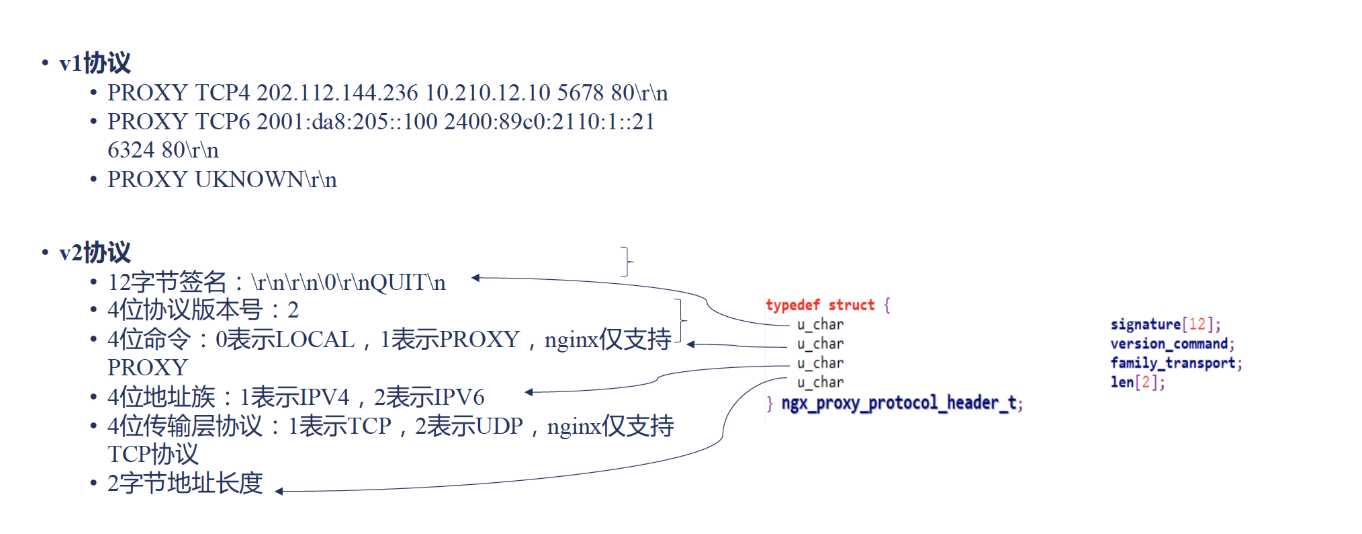 • v1协议
• PROXY TCP4 202.112.144.236 10.210.12.10 5678 80\r\n
• PROXY TCP6 2001:da8:205::100 2400:89c0:2110:1::21
6324 80\r\n
• PROXY UKNOWN\r\n
• v2协议
• 12字节签名：\r\n\r\n\0\r\nQUIT\n
• 4位协议版本号：2
• 4位命令：0表示LOCAL，1表示PROXY，nginx仅支持
PROXY
• 4位地址族：1表示IPV4，2表示IPV6
• 4位传输层协议：1表示TCP，2表示UDP，nginx仅支持
TCP协议
• 2字节地址长度
typedef struct {
u_char signature[12];
u_char version_command;
u_char family_transport;
u_char len[2];
} ngx_proxy_protocol_header_t;